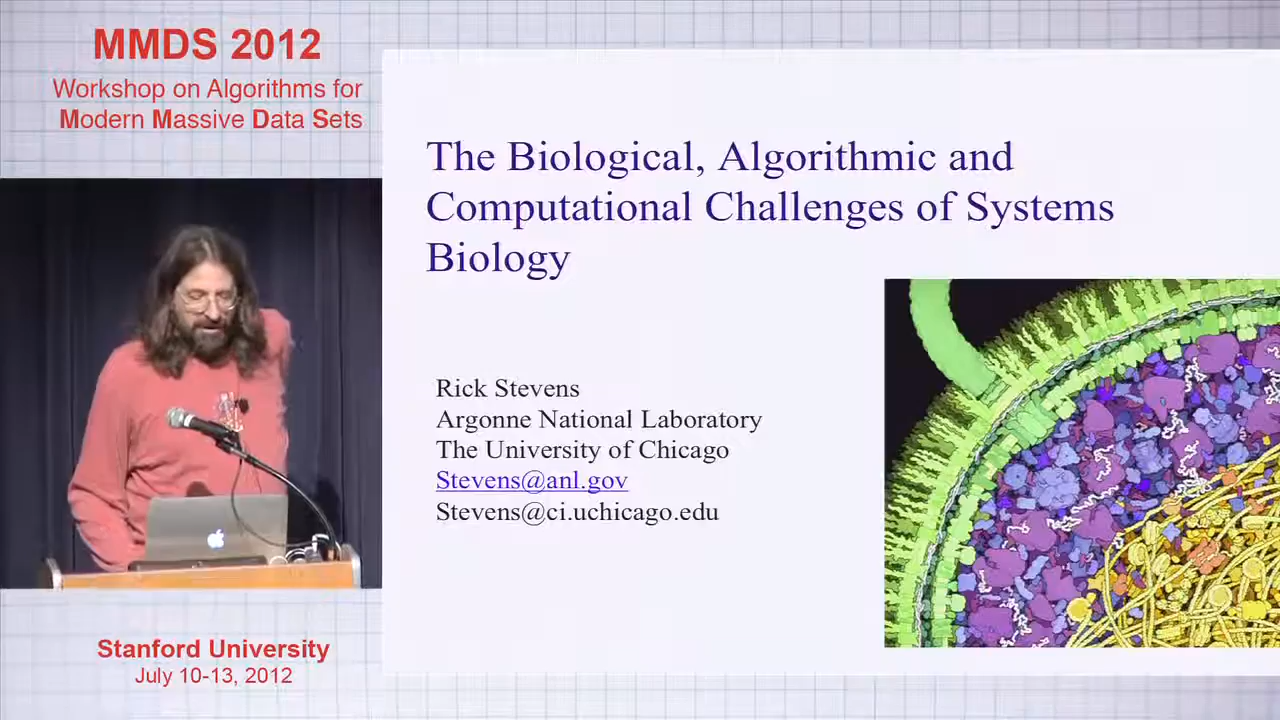 MMDS 2012
Workshop on Algorithms for
Modern Massive Data Sets
The Biological, Algorithmic and
Computational Challenges of Systems
Biology
Rick Stevens
Argonne National Laboratory
The University of Chicago
Stevens@anl.gov
Stevens@ci.uchicago.edu
Stanford University
July 10-13, 2012